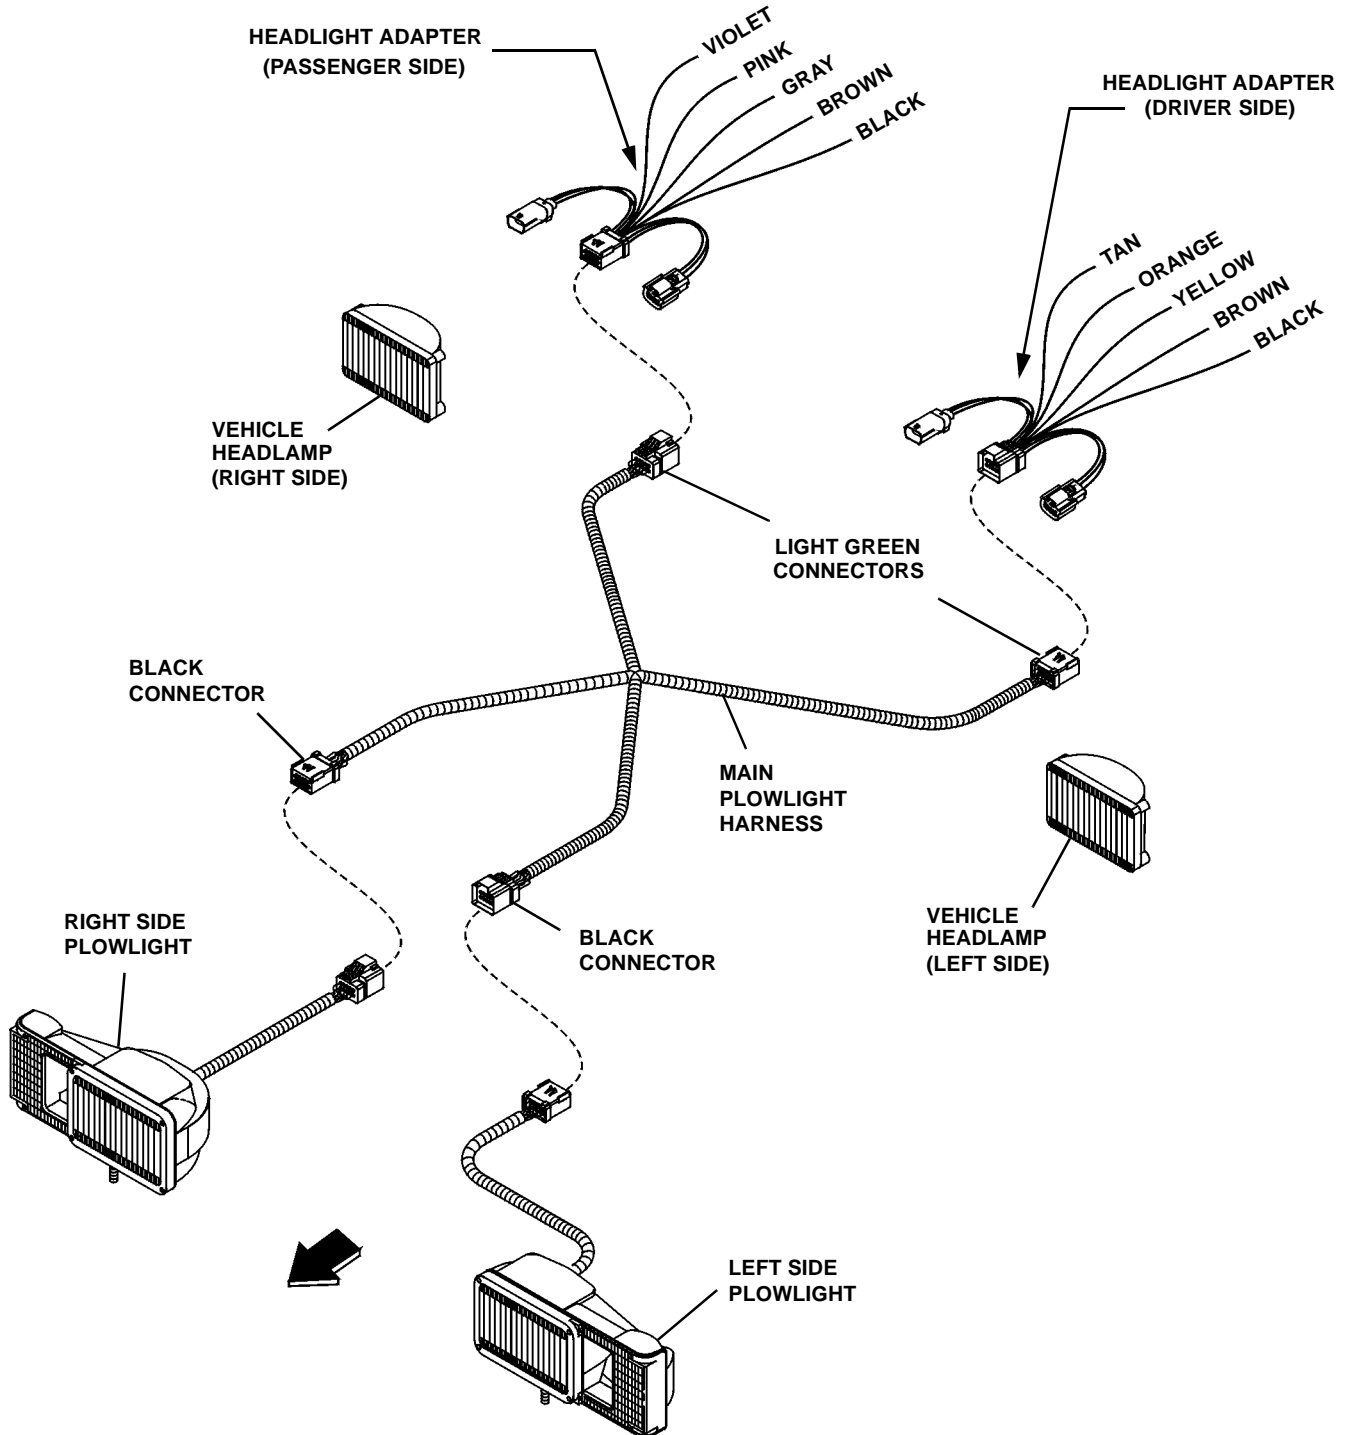 HEADLIGHT ADAPTER
(PASSENGER SIDE)
VIOLET
PINK
GRAY
BROWN
BLACK
HEADLIGHT ADAPTER
(DRIVER SIDE)
TAN
ORANGE
YELLOW
BROWN
BLACK
VEHICLE
HEADLAMP
(RIGHT SIDE)
LIGHT GREEN
CONNECTORS
BLACK
CONNECTOR
MAIN
PLOWLIGHT
HARNESS
RIGHT SIDE
PLOWLIGHT
BLACK
CONNECTOR
VEHICLE
HEADLAMP
(LEFT SIDE)
LEFT SIDE
PLOWLIGHT